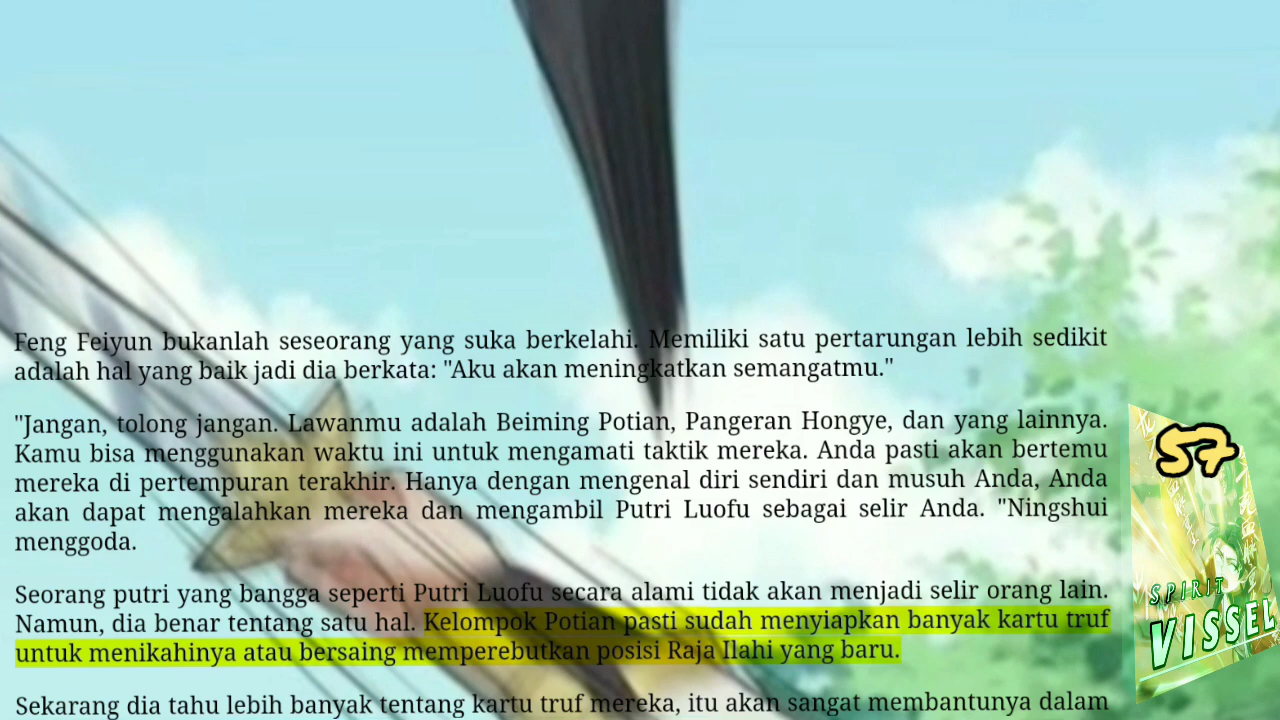 Feng Feiyun bukanlah seseorang yang suka berkelahi. Memiliki satu pertarungan lebih sedikit
adalah hal yang baik jadi dia berkata: "Aku akan meningkatkan semangatmu."
"Jangan, tolong jangan. Lawanmu adalah Beiming Potian, Pangeran Hongye, dan yang lainnya.
Kamu bisa menggunakan waktu ini untuk mengamati taktik mereka. Anda pasti akan bertemu
mereka di pertempuran terakhir. Hanya dengan mengenal diri sendiri dan musuh Anda, Anda
akan dapat mengalahkan mereka dan mengambil Putri Luofu sebagai selir Anda. "Ningshui
menggoda.
Seorang putri yang bangga seperti Putri Luofu secara alami tidak akan menjadi selir orang lain.
Namun, dia benar tentang satu hal. Kelompok Potian pasti sudah menyiapkan banyak kartu truf
untuk menikahinya atau bersaing memperebutkan posisi Raja Ilahi yang baru.
Sekarang dia tahu lebih banyak tentang kartu truf mereka, itu akan sangat membantunya dalam
57
SPIRIT
VISSEL